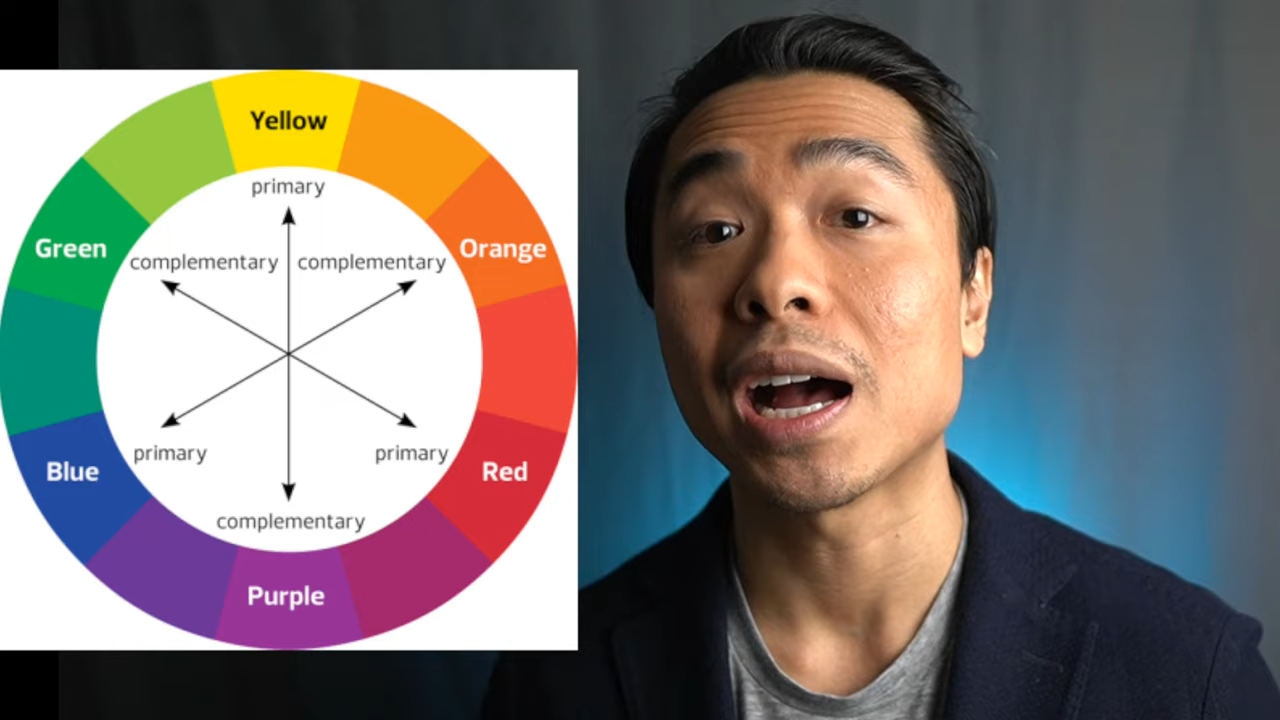 Yellow
primary
Green
complementary
complementary
Orange
Blue
primary
primary
Red
complementary
Purple